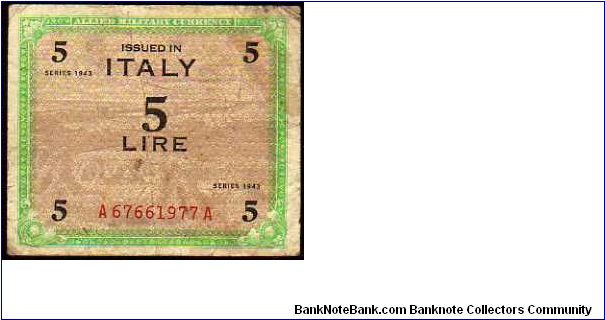 ALLIED MILITARY CURRENCY
5 ISSUED IN 5
SERIES 1943 ITALY
5
LIRE
SERIES 1943
5 A67661977A 5
BankNoteBank.com Banknote Collectors Community